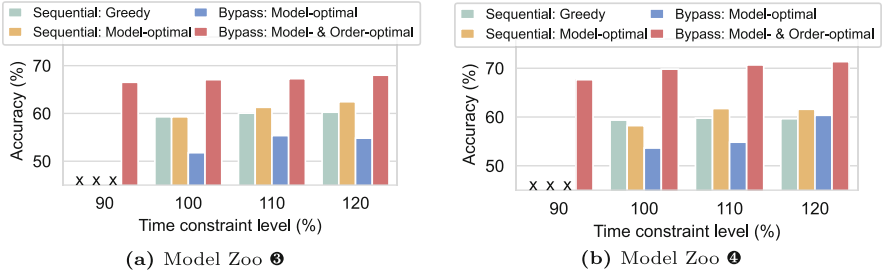 Sequential: Greedy Bypass: Model-optimal
Sequential: Model-optimal Bypass: Model- & Order-optimal
Accuracy (%)
70
60
50
x x x
90 100 110 120
Time constraint level (%)
(a) Model Zoo ❸
Sequential: Greedy Bypass: Model-optimal
Sequential: Model-optimal Bypass: Model- & Order-optimal
Accuracy (%)
70
60
50
x x x
90 100 110 120
Time constraint level (%)
(b) Model Zoo ❹